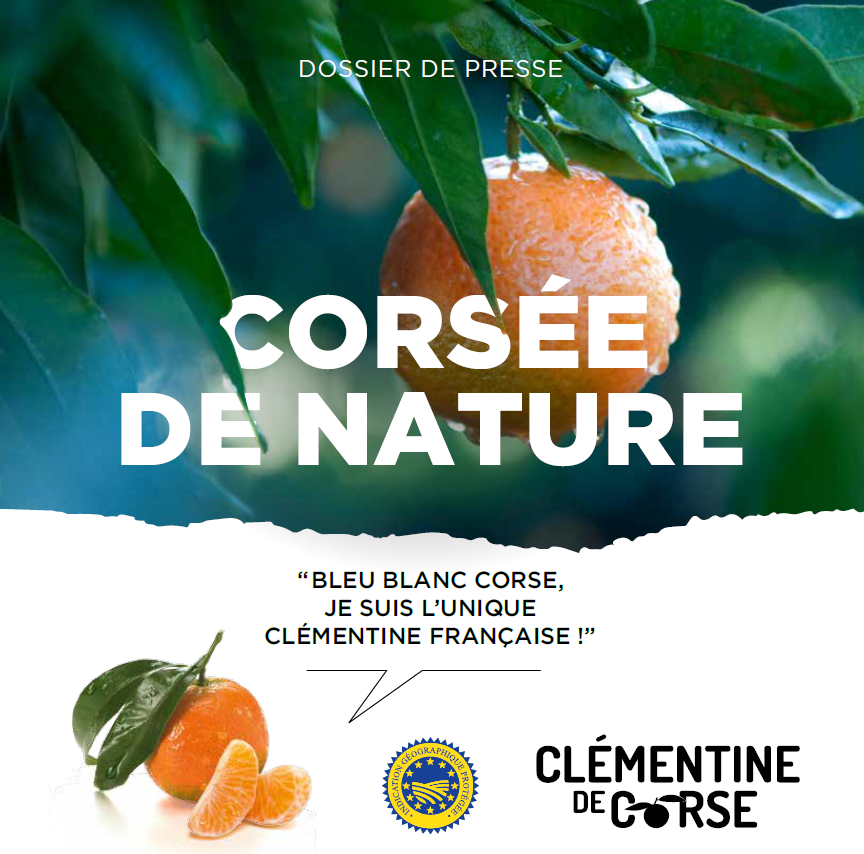 DOSSIER DE PRESSE
CORSÉE
DE NATURE
“BLEU BLANC CORSE,
JE SUIS L’UNIQUE
CLÉMENTINE FRANÇAISE !”
INDICATION GÉOGRAPHIQUE PROTÉGÉE
CLÉMENTINE
DE CORSE